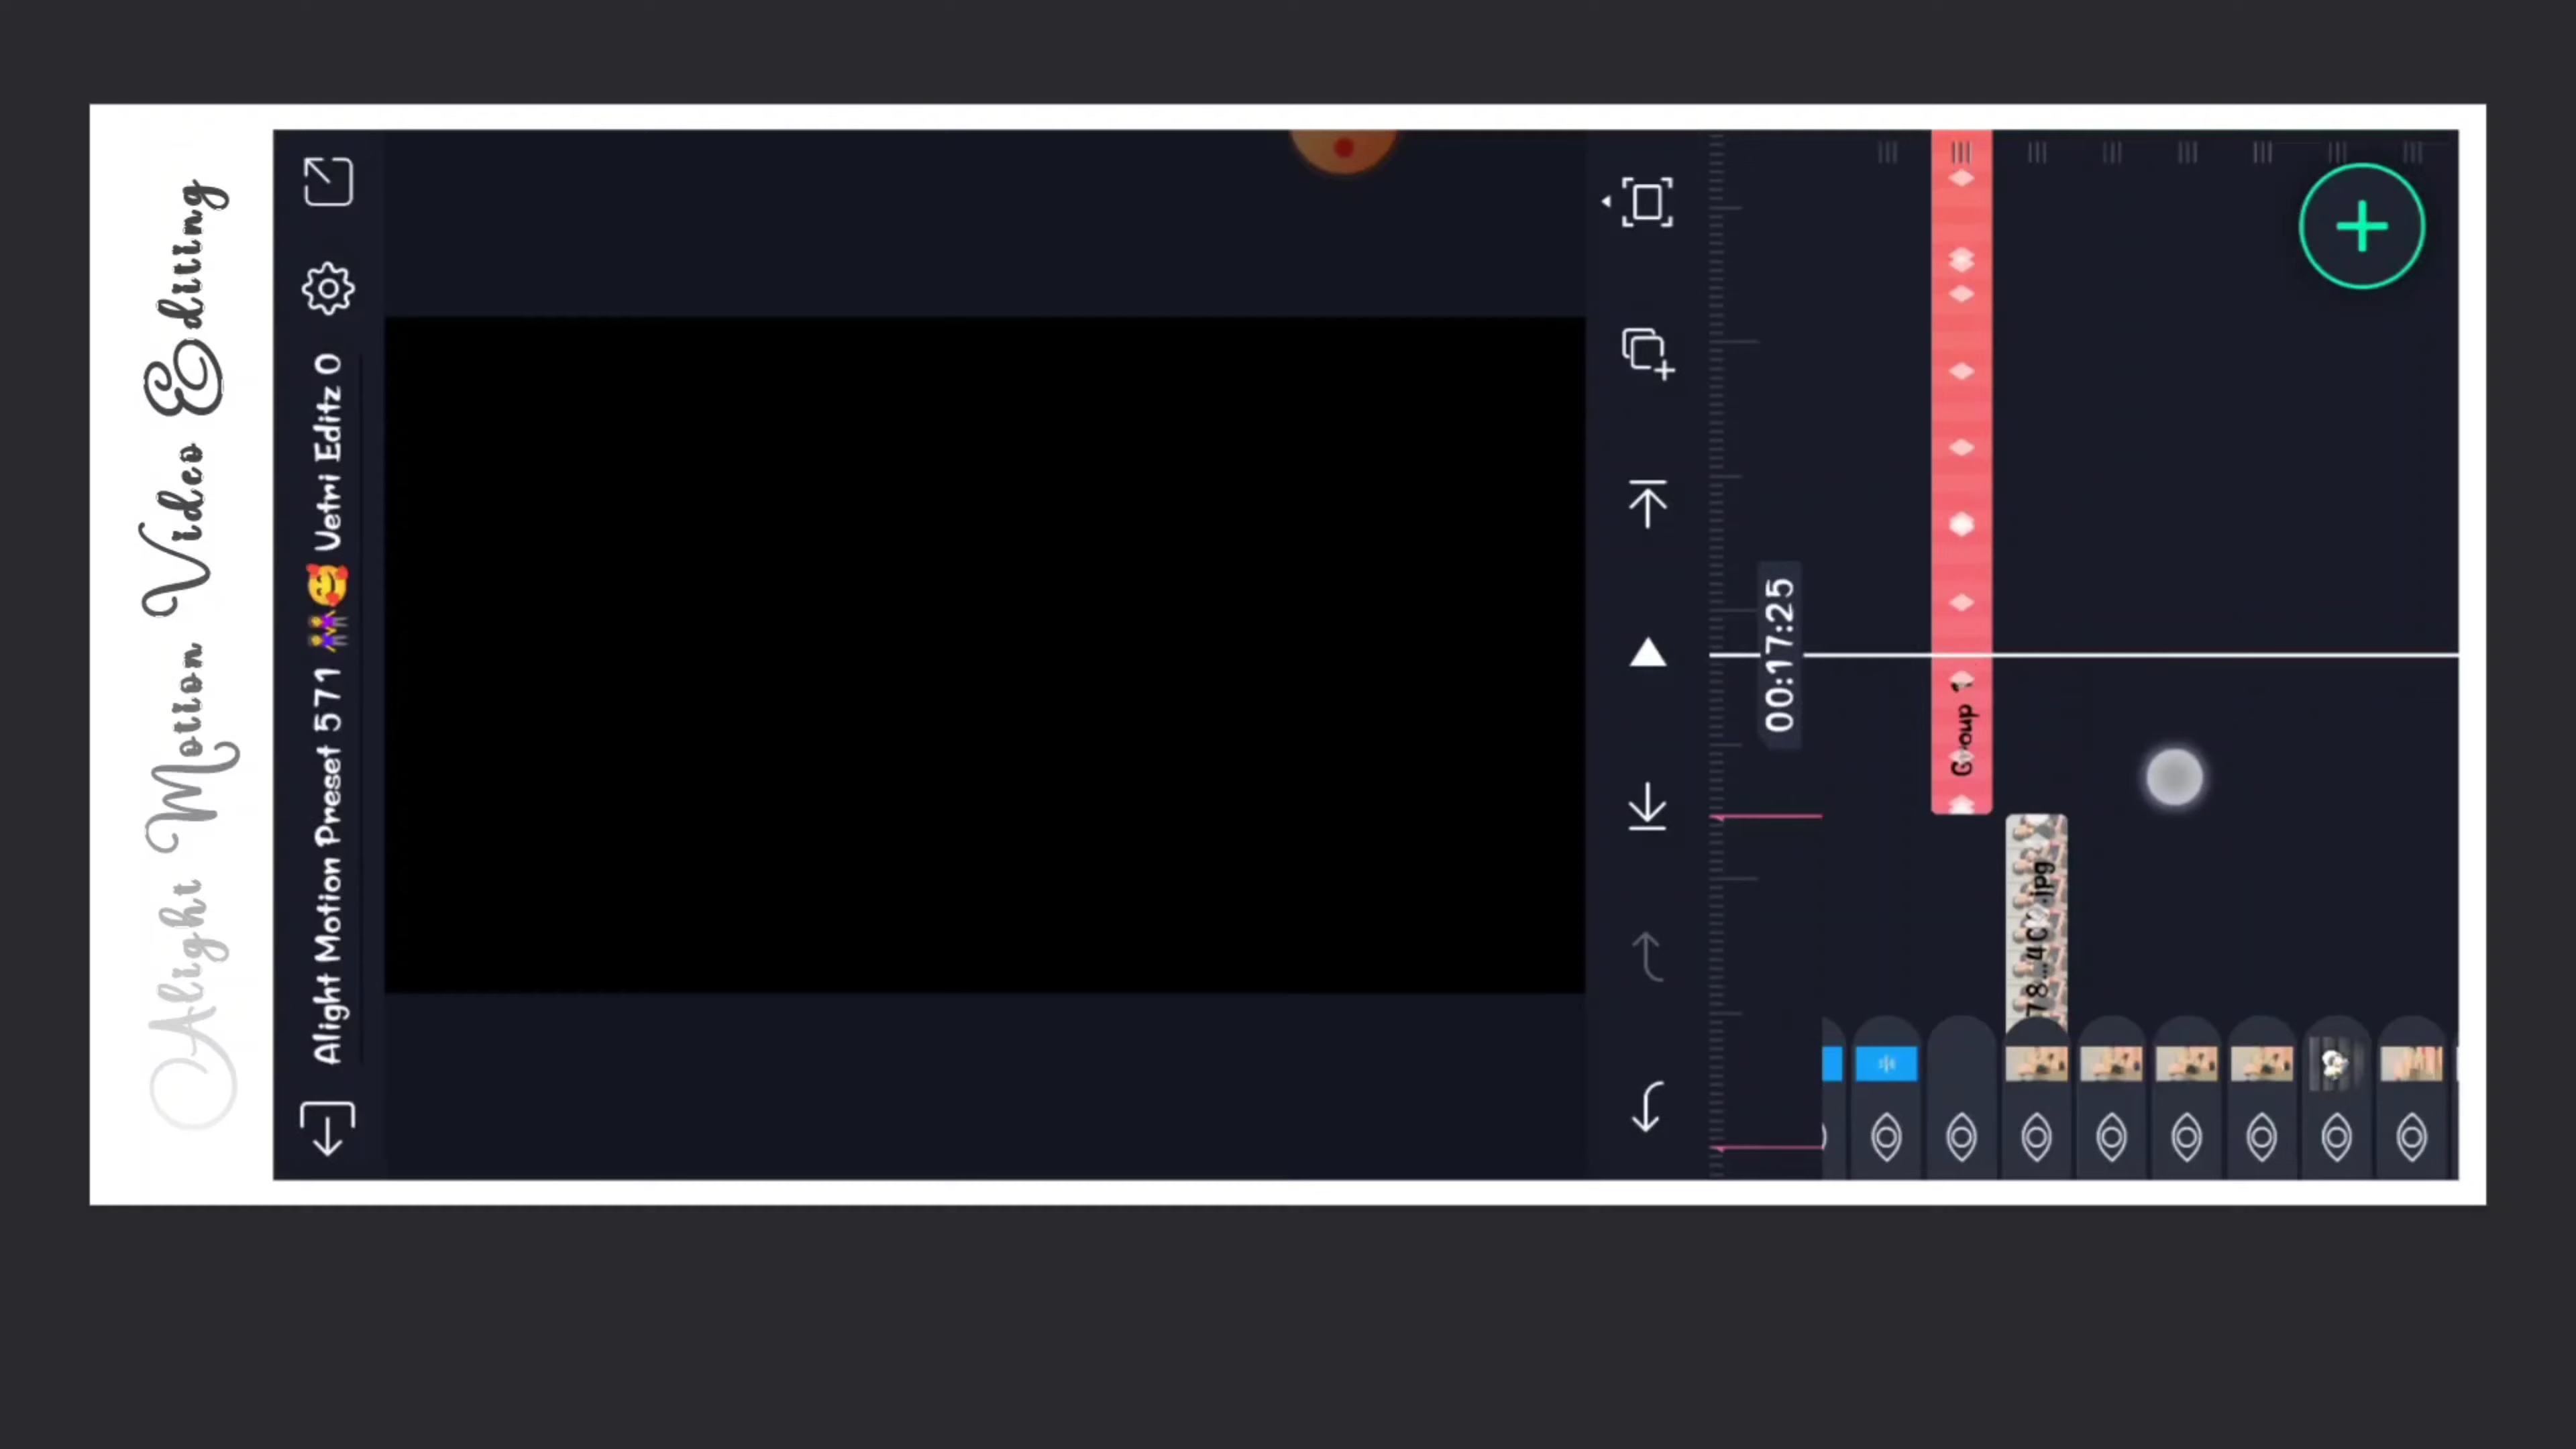 Alight Motion Video Editing
Alight Motion Preset 571 👭🥰 Vetri Editz 0
00:17:25
Group
78...4C
.jpg